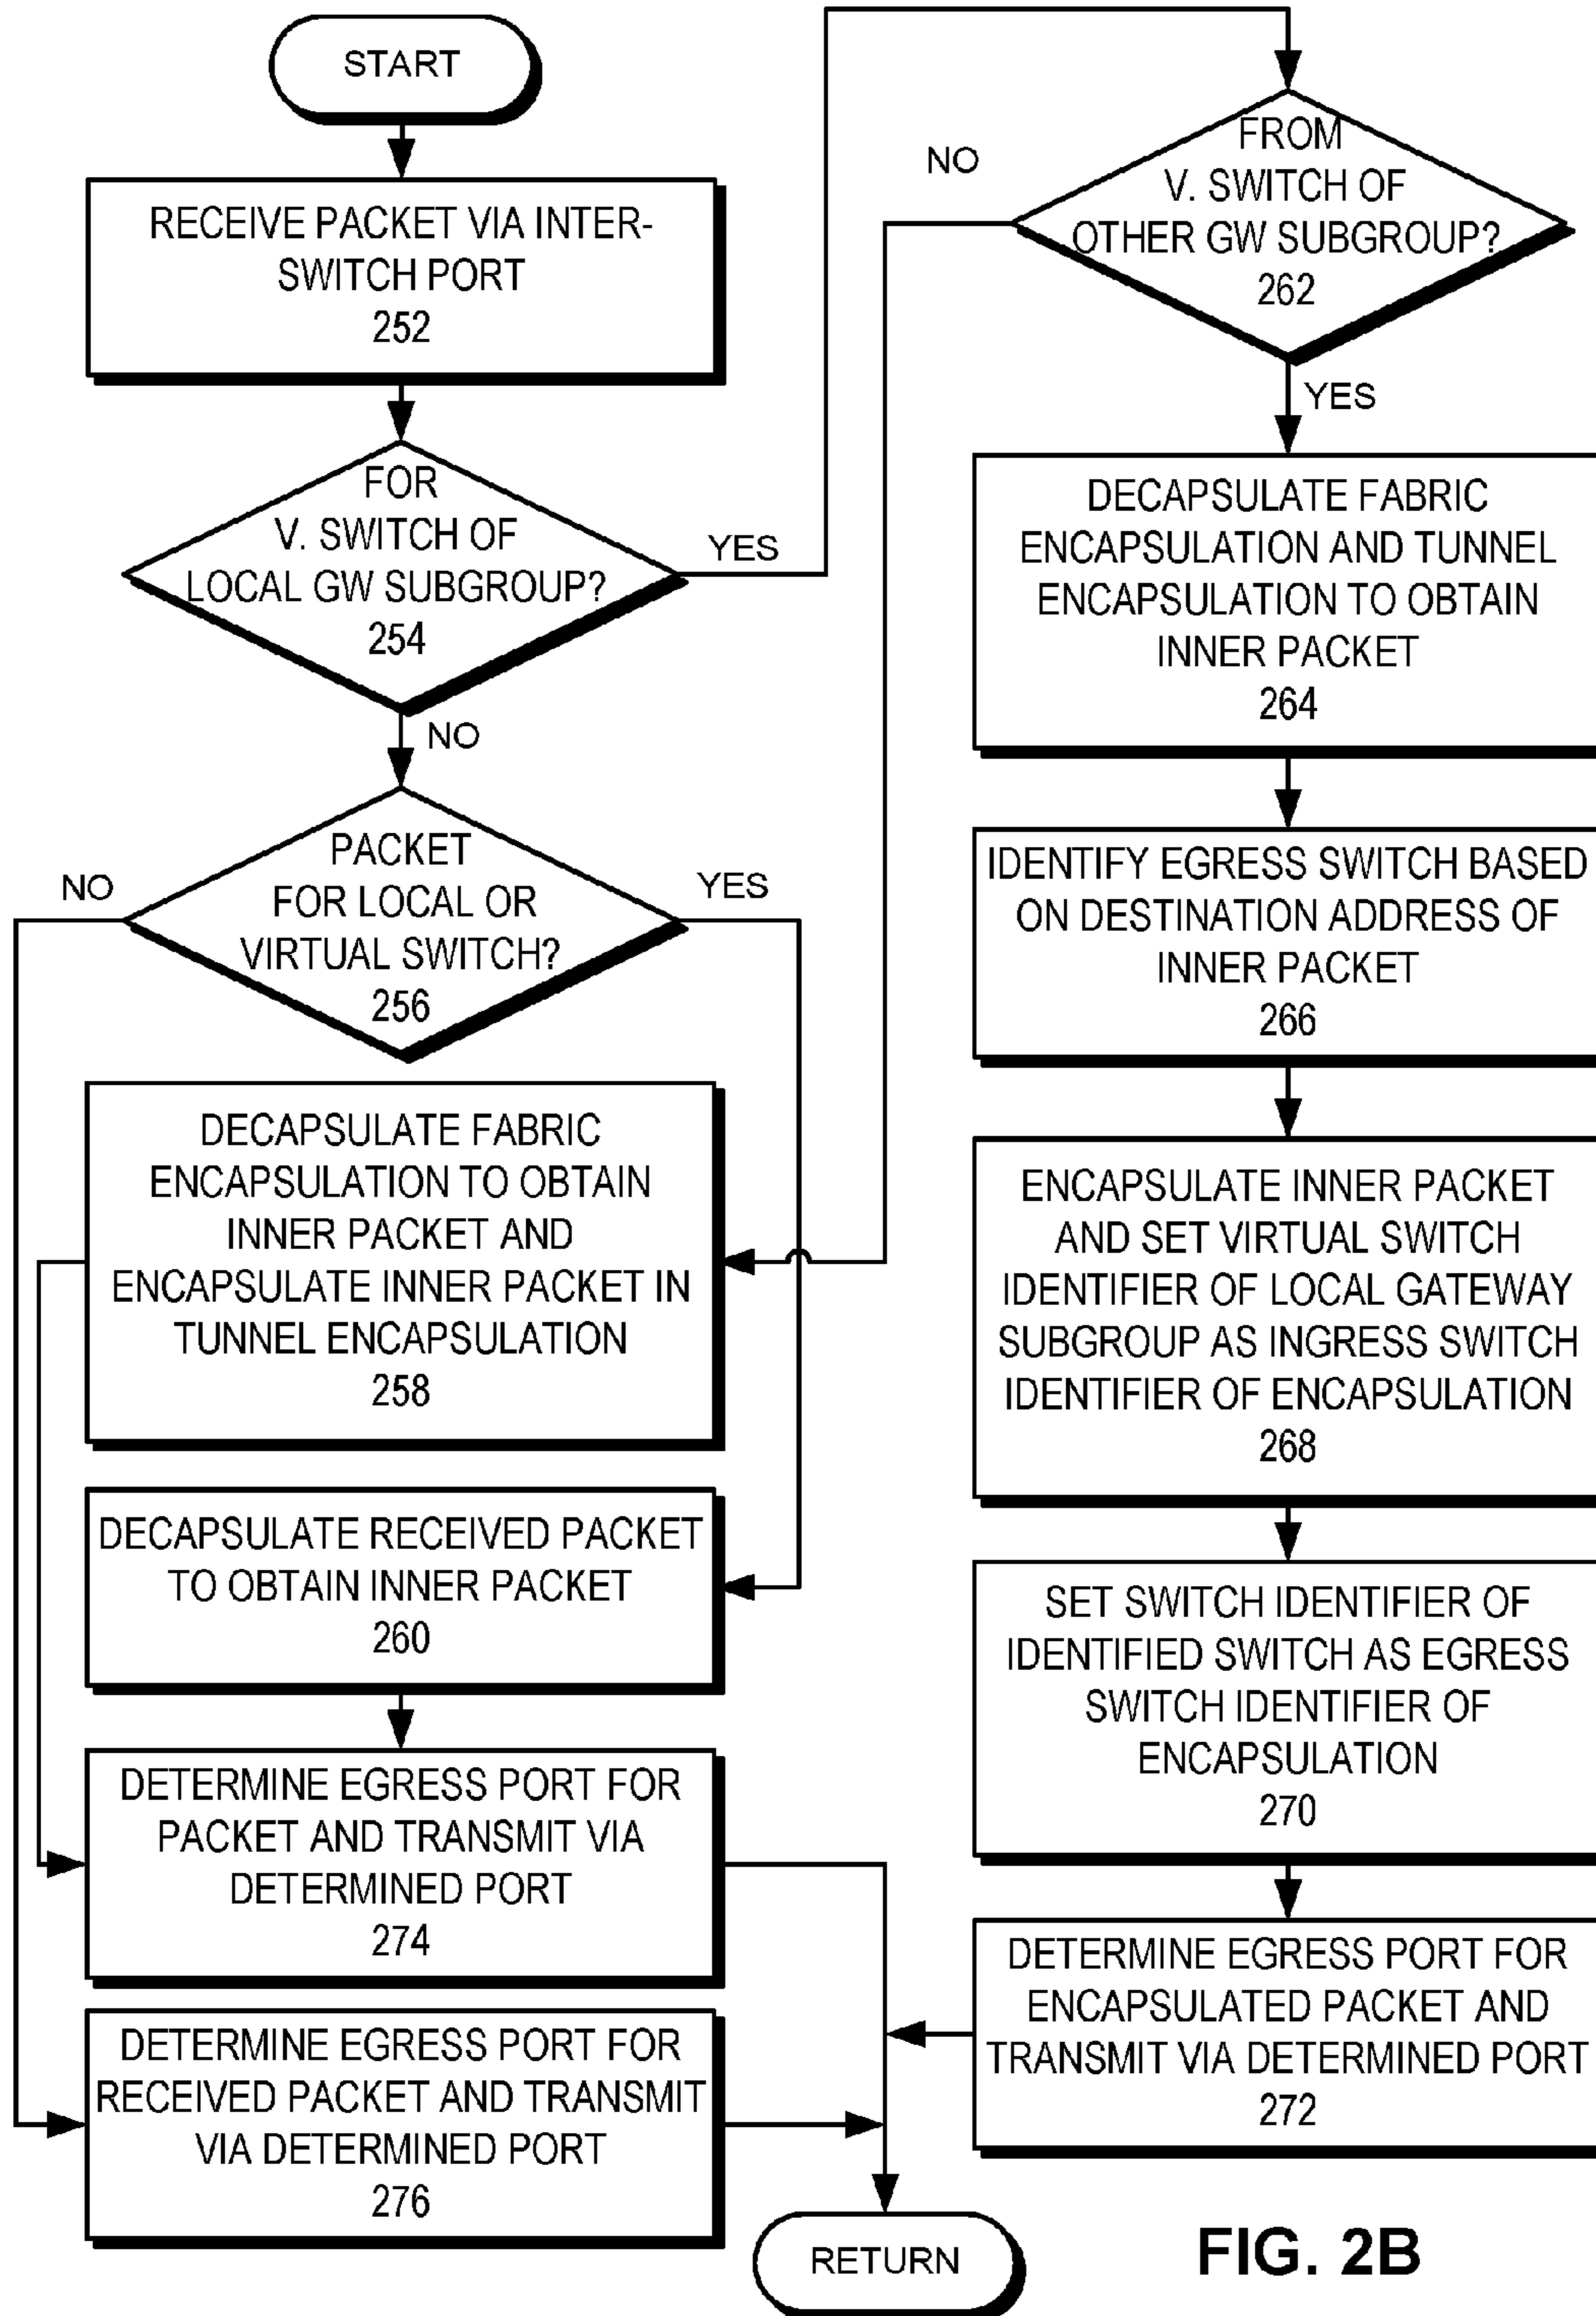 START
RECEIVE PACKET VIA INTER-
SWITCH PORT
252
FOR
V. SWITCH OF
LOCAL GW SUBGROUP?
254
YES
NO
PACKET
FOR LOCAL OR
VIRTUAL SWITCH?
256
NO
YES
DECAPSULATE FABRIC
ENCAPSULATION TO OBTAIN
INNER PACKET AND
ENCAPSULATE INNER PACKET IN
TUNNEL ENCAPSULATION
258
DECAPSULATE RECEIVED PACKET
TO OBTAIN INNER PACKET
260
DETERMINE EGRESS PORT FOR
PACKET AND TRANSMIT VIA
DETERMINED PORT
274
DETERMINE EGRESS PORT FOR
RECEIVED PACKET AND TRANSMIT
VIA DETERMINED PORT
276
FROM
V. SWITCH OF
OTHER GW SUBGROUP?
262
NO
YES
DECAPSULATE FABRIC
ENCAPSULATION AND TUNNEL
ENCAPSULATION TO OBTAIN
INNER PACKET
264
IDENTIFY EGRESS SWITCH BASED
ON DESTINATION ADDRESS OF
INNER PACKET
266
ENCAPSULATE INNER PACKET
AND SET VIRTUAL SWITCH
IDENTIFIER OF LOCAL GATEWAY
SUBGROUP AS INGRESS SWITCH
IDENTIFIER OF ENCAPSULATION
268
SET SWITCH IDENTIFIER OF
IDENTIFIED SWITCH AS EGRESS
SWITCH IDENTIFIER OF
ENCAPSULATION
270
DETERMINE EGRESS PORT FOR
ENCAPSULATED PACKET AND
TRANSMIT VIA DETERMINED PORT
272
RETURN
FIG. 2B